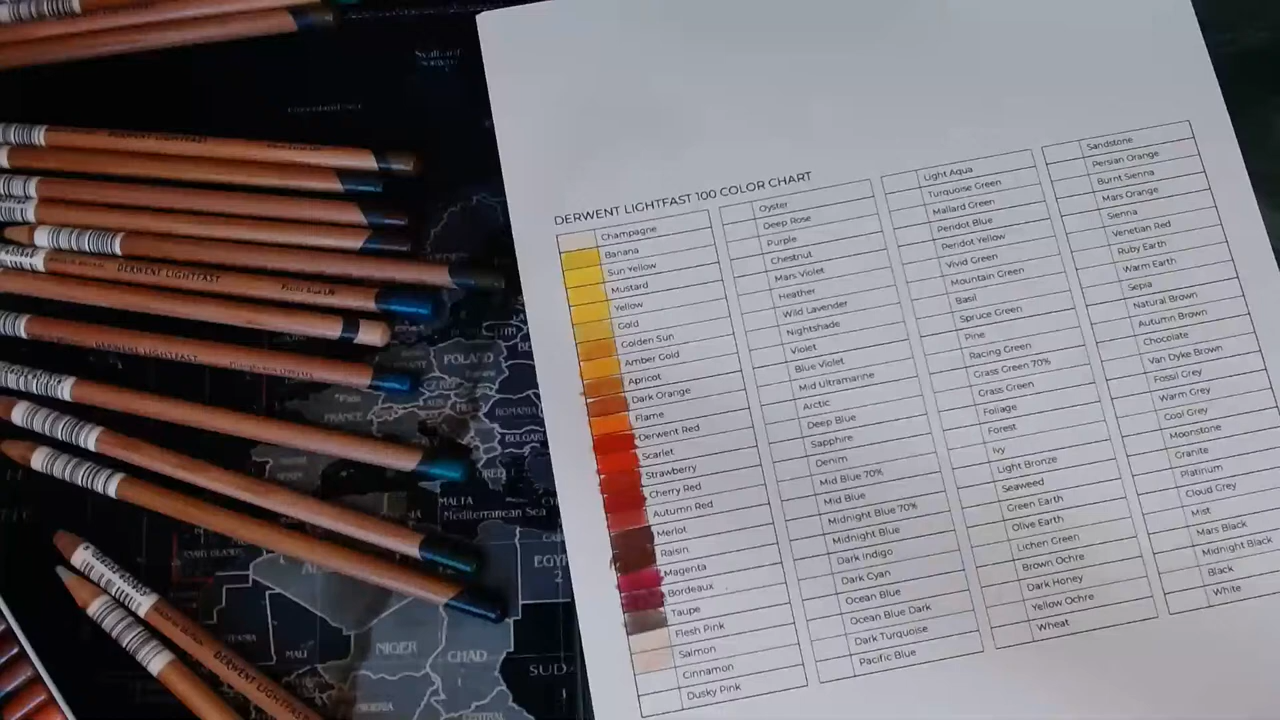 DERWENT LIGHTFAST 100 COLOR CHART
Champagne
Banana
Sun Yellow
Mustard
Yellow
Gold
Golden Sun
Amber Gold
Apricot
Dark Orange
Flame
Derwent Red
Scarlet
Strawberry
Cherry Red
Autumn Red
Merlot
Raisin
Magenta
Bordeaux
Taupe
Flesh Pink
Salmon
Cinnamon
Dusky Pink
Oyster
Deep Rose
Purple
Chestnut
Mars Violet
Heather
Wild Lavender
Nightshade
Violet
Blue Violet
Mid Ultramarine
Arctic
Deep Blue
Sapphire
Denim
Mid Blue 70%
Mid Blue
Midnight Blue 70%
Midnight Blue
Dark Indigo
Dark Cyan
Ocean Blue
Ocean Blue Dark
Dark Turquoise
Pacific Blue
Light Aqua
Turquoise Green
Mallard Green
Peridot Blue
Peridot Yellow
Vivid Green
Mountain Green
Basil
Spruce Green
Pine
Racing Green
Grass Green 70%
Grass Green
Foliage
Forest
Ivy
Light Bronze
Seaweed
Green Earth
Olive Earth
Lichen Green
Brown Ochre
Dark Honey
Yellow Ochre
Wheat
Sandstone
Persian Orange
Burnt Sienna
Mars Orange
Sienna
Venetian Red
Ruby Earth
Warm Earth
Sepia
Natural Brown
Autumn Brown
Chocolate
Van Dyke Brown
Fossil Grey
Warm Grey
Cool Grey
Moonstone
Granite
Platinum
Cloud Grey
Mist
Mars Black
Midnight Black
Black
White
DERWENT LIGHTFAST
DERWENT LIGHTFAST
DERWENT LIGHTFAST
DERWENT LIGHTFAST
POLAND
FRANCE
ROMANIA
MALTA
Mediterranean Sea
MALI
NIGER
CHAD